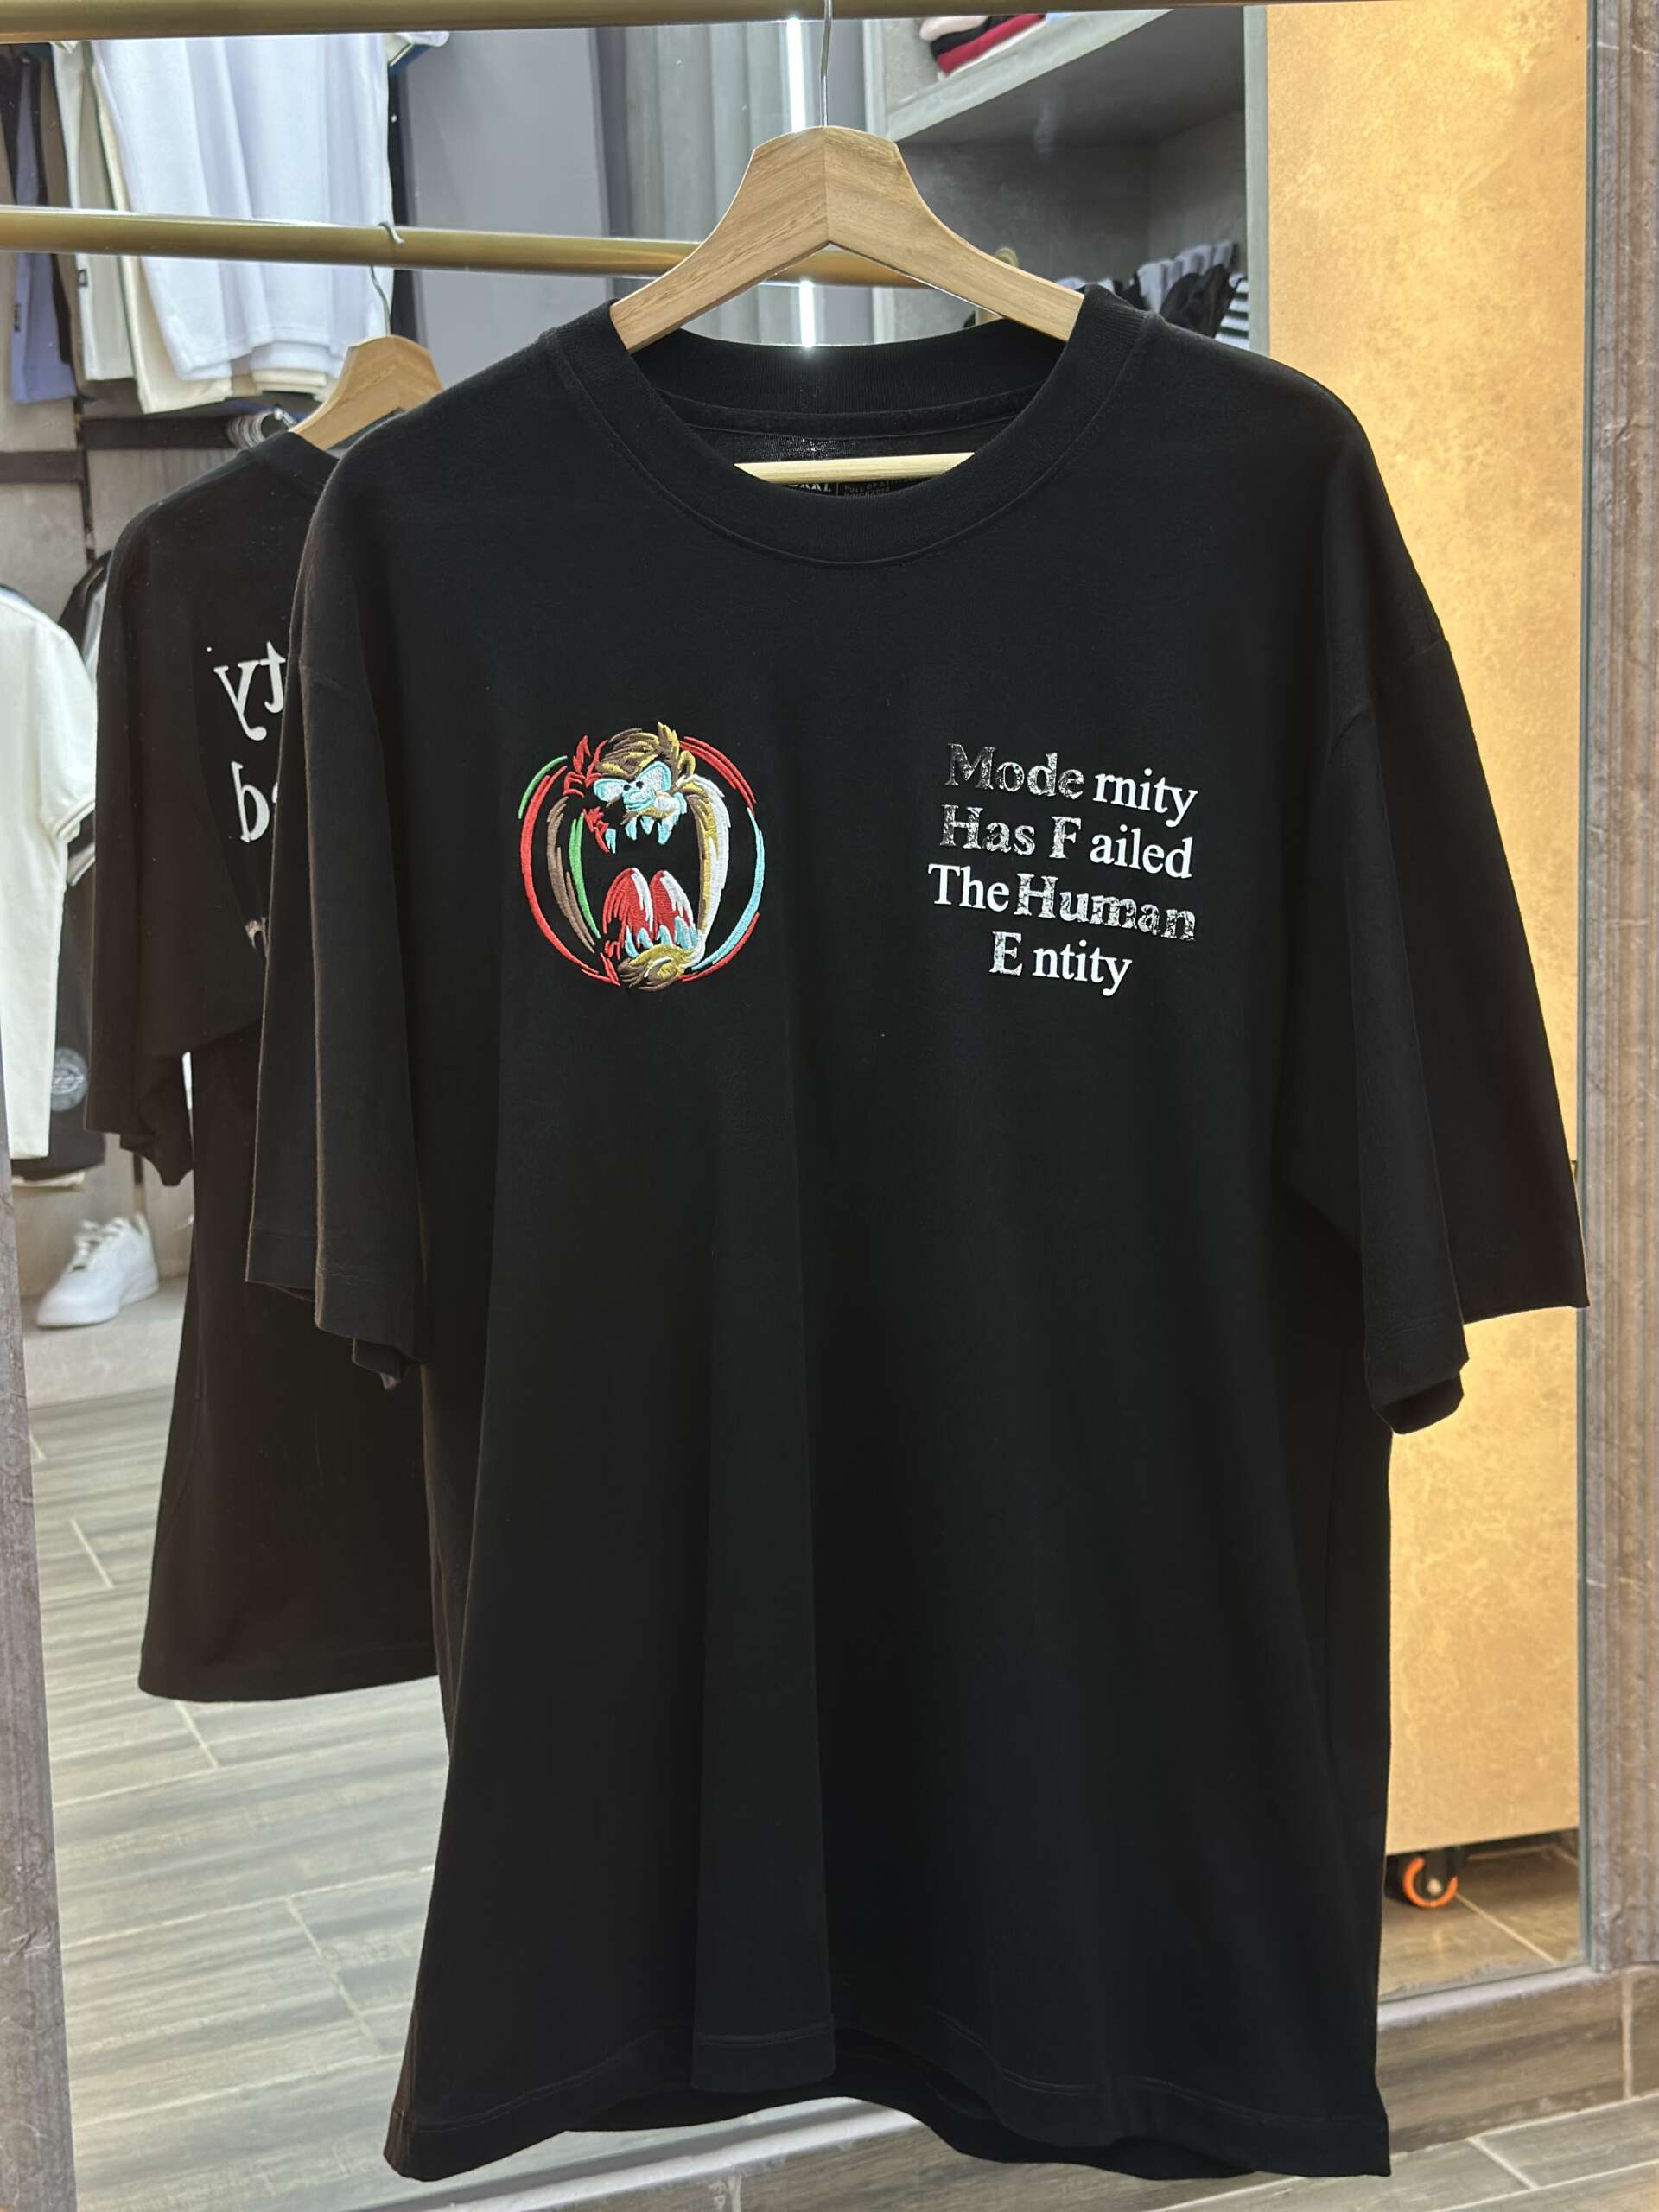 Mode rnity
Has F ailed
The Human
E ntity